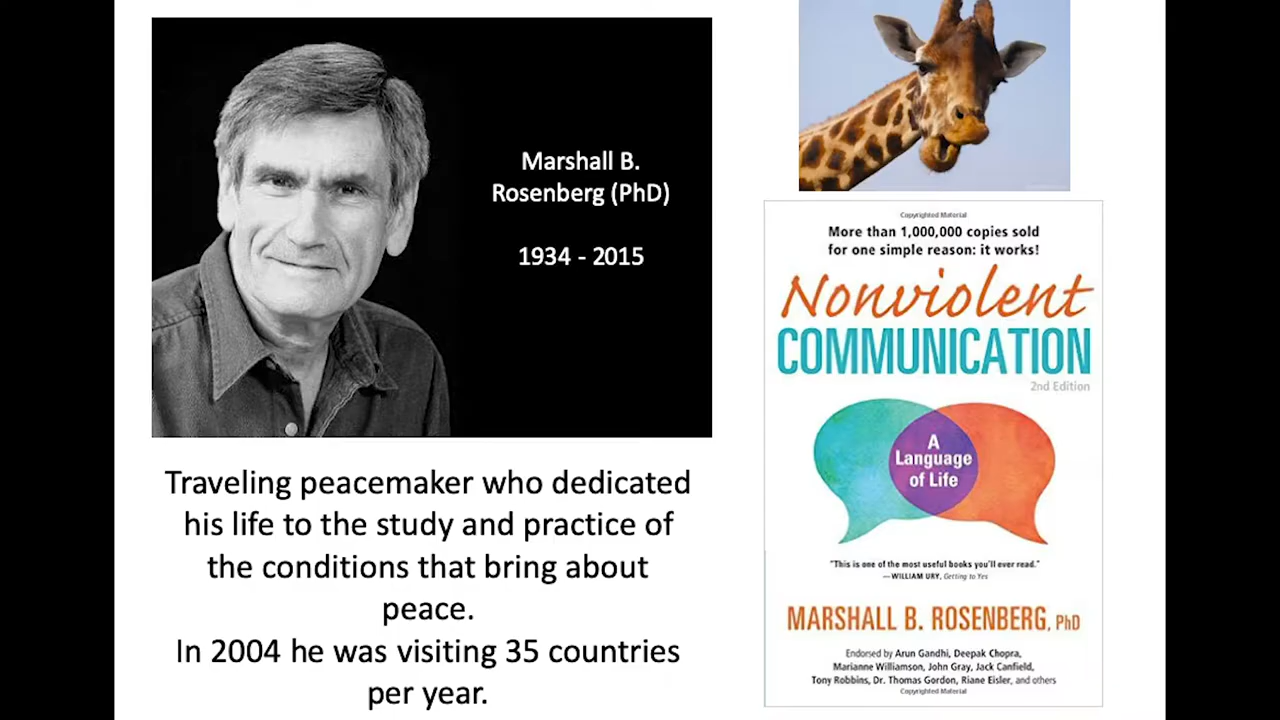 Marshall B.
Rosenberg (PhD)
1934 - 2015
Traveling peacemaker who dedicated
his life to the study and practice of
the conditions that bring about
peace.
In 2004 he was visiting 35 countries
per year.
Copyrighted Material
More than 1,000,000 copies sold
for one simple reason: it works!
Nonviolent
COMMUNICATION
2nd Edition
A
Language
of Life
"This is one of the most useful books you'll ever read."
—WILLIAM URY, Getting to Yes
MARSHALL B. ROSENBERG, PhD
Endorsed by Arun Gandhi, Deepak Chopra,
Marianne Williamson, John Gray, Jack Canfield,
Tony Robbins, Dr. Thomas Gordon, Riane Eisler, and others
Copyrighted Material